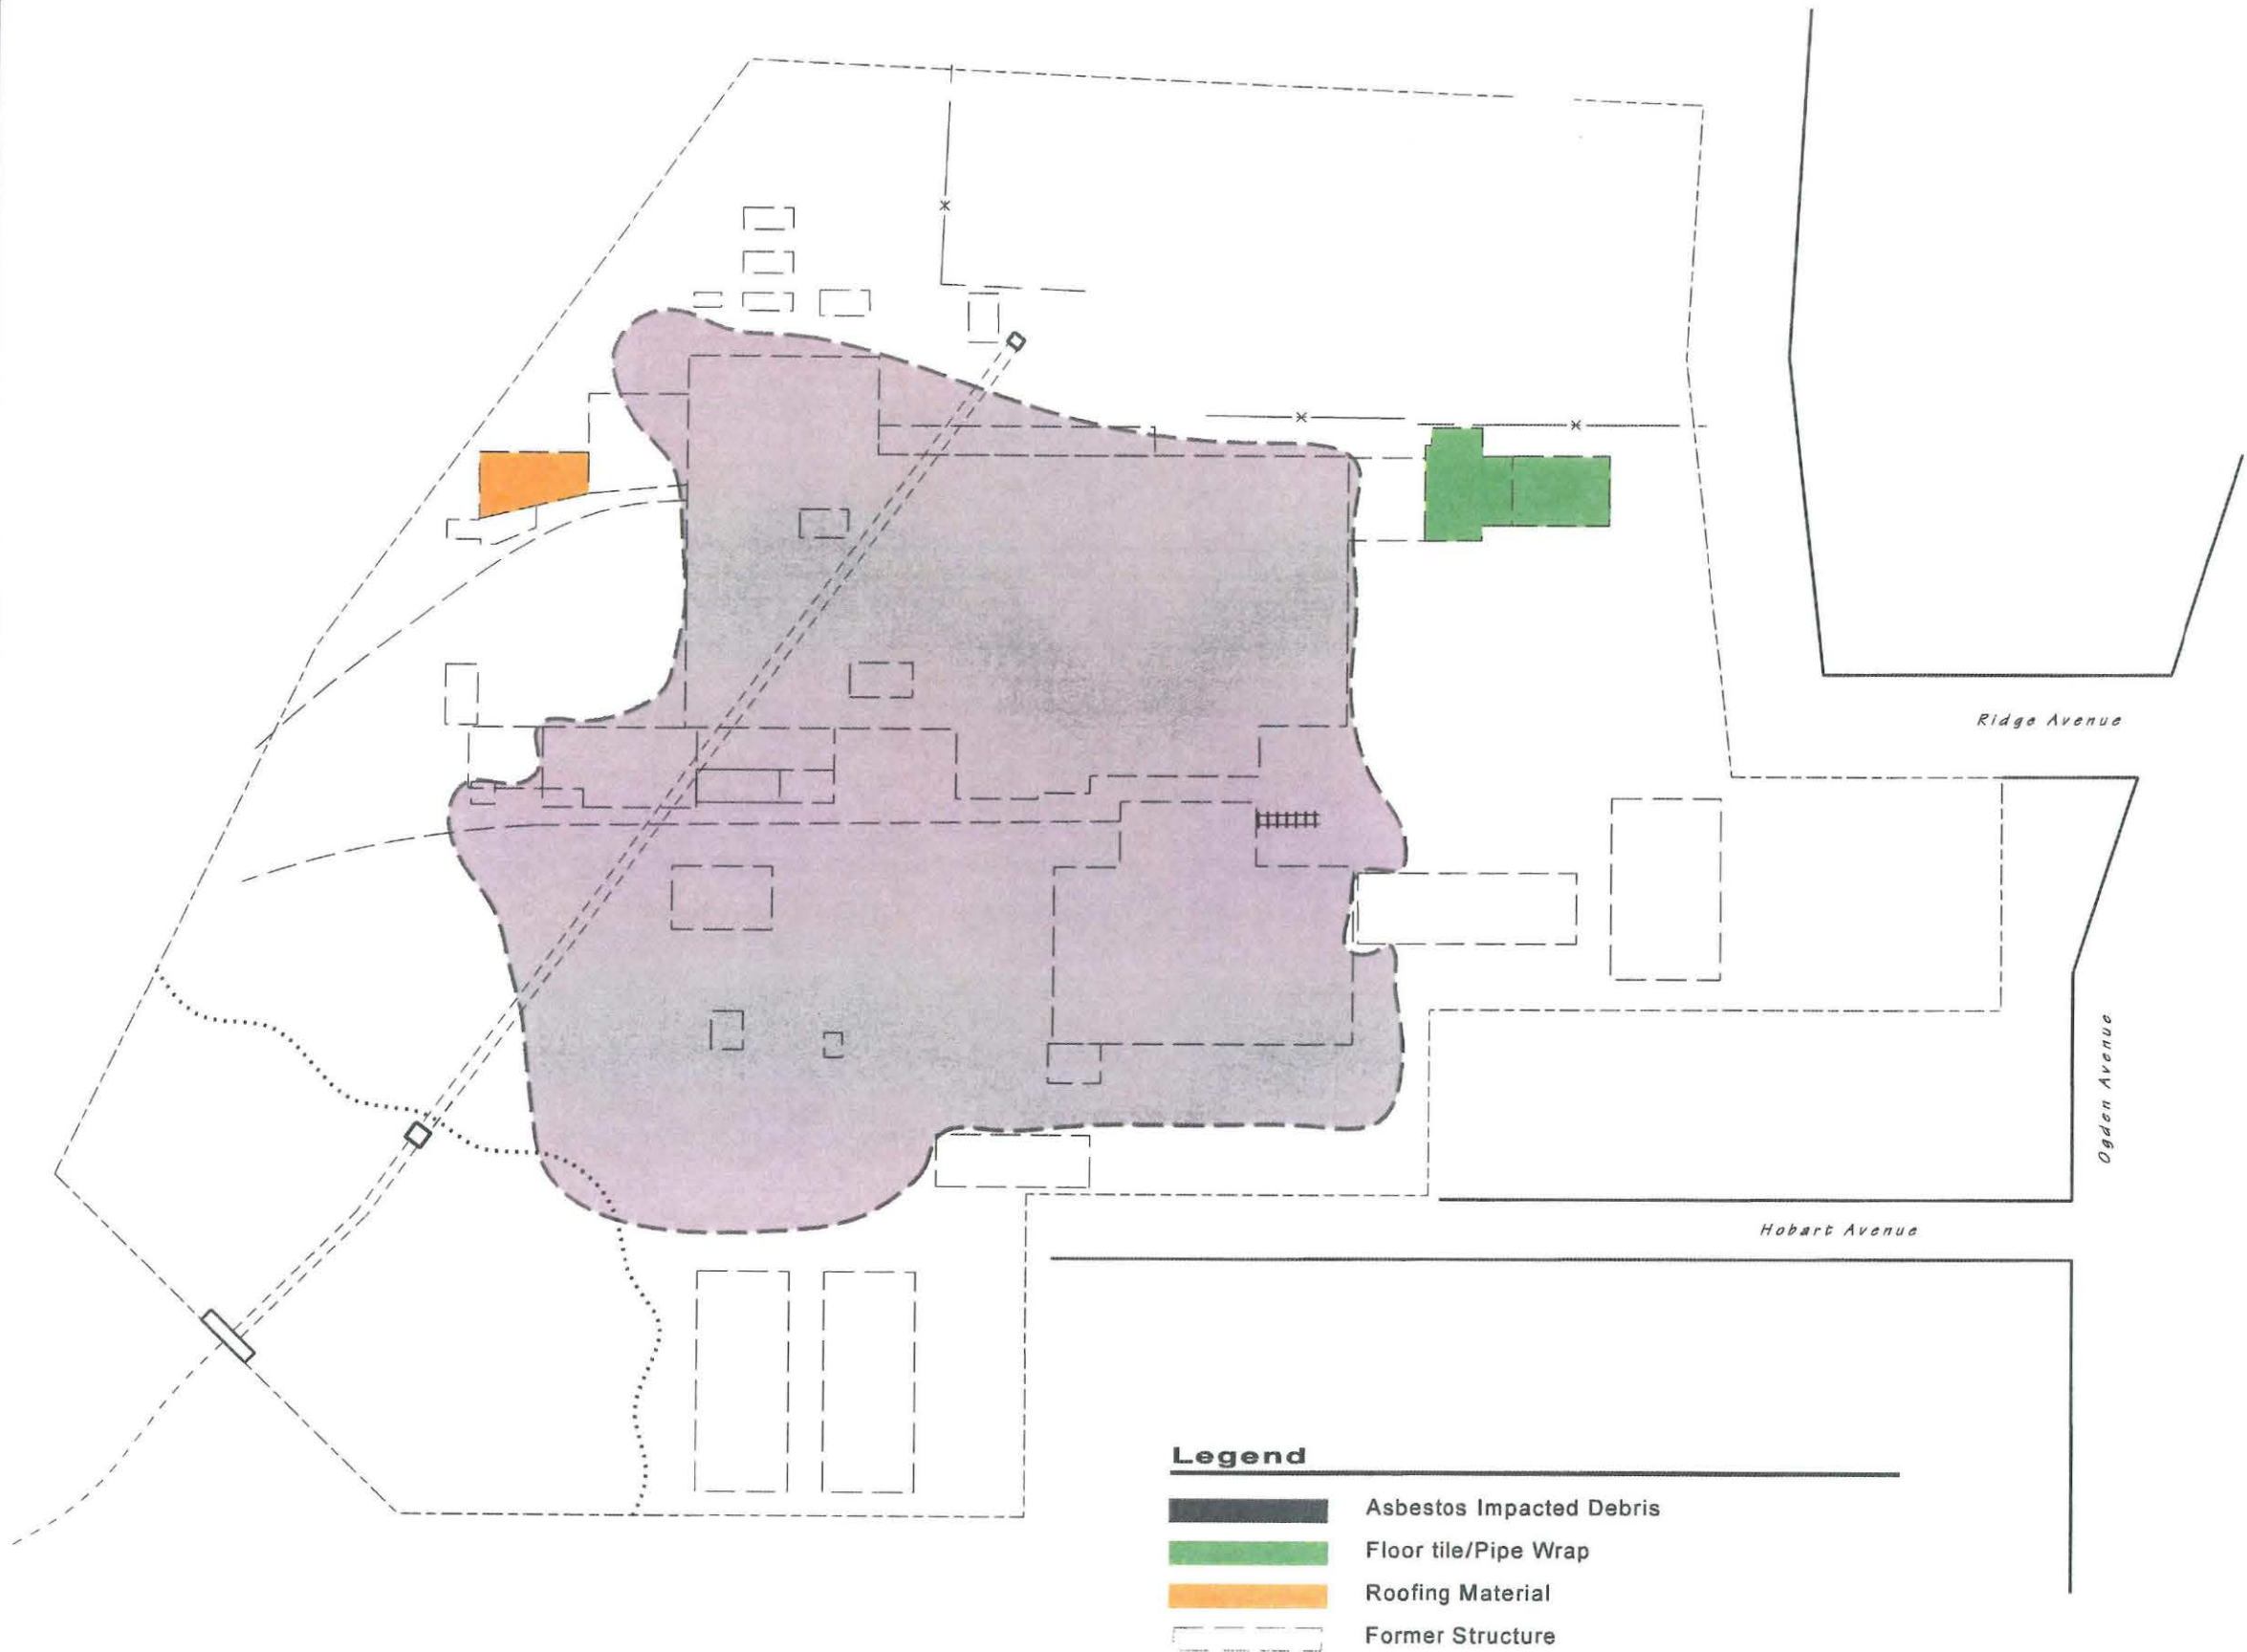 Ridge Avenue
Ogden Avenue
Hobart Avenue
Legend
Asbestos Impacted Debris
Floor tile/Pipe Wrap
Roofing Material
Former Structure